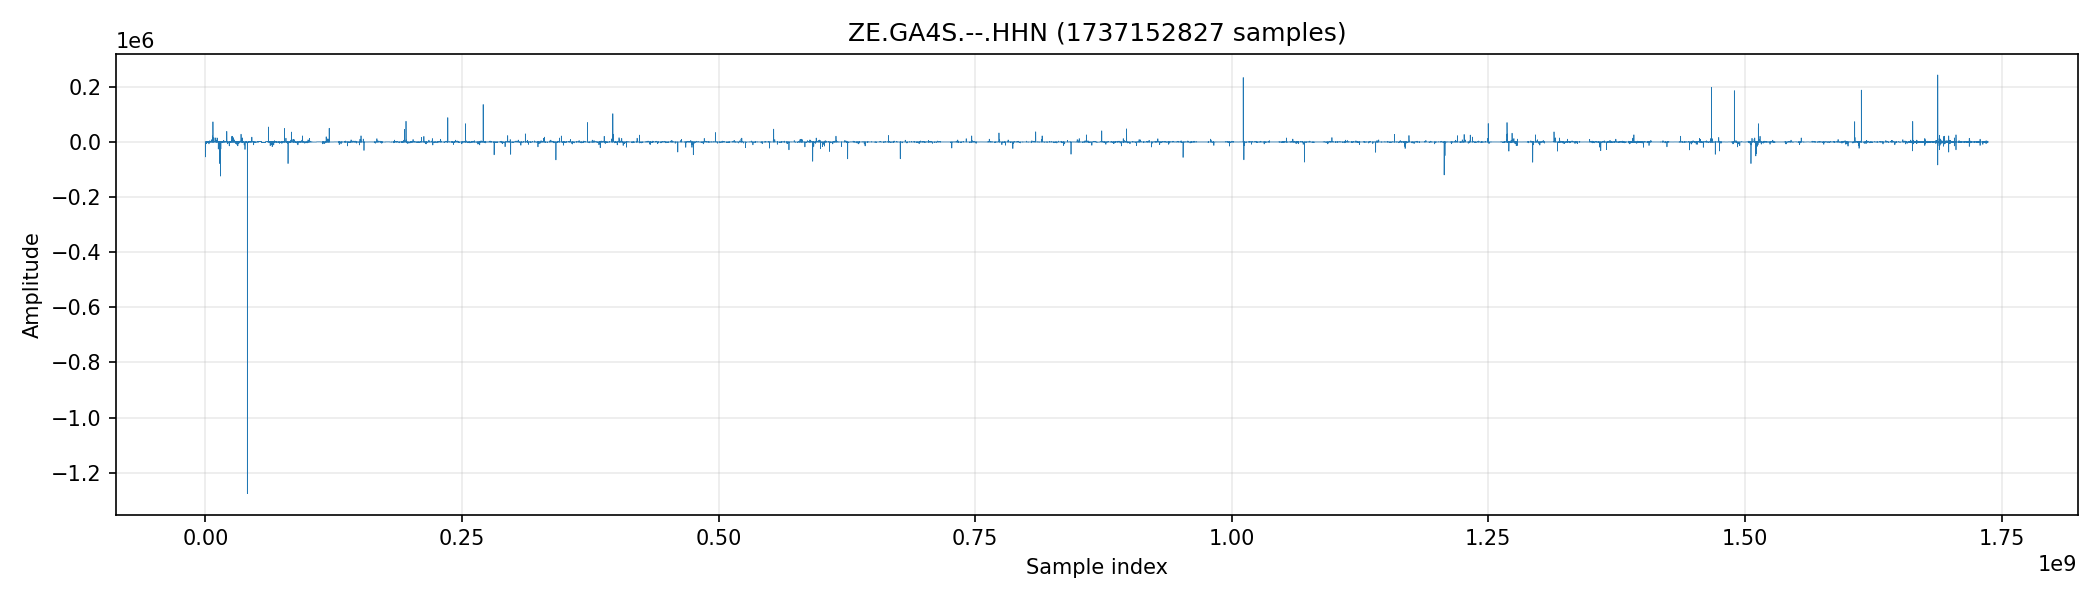 ZE.GA4S.--.HHN (1737152827 samples)
1e6
0.2
0.0
−0.2
−0.4
−0.6
−0.8
−1.0
−1.2
Amplitude
0.00 0.25 0.50 0.75 1.00 1.25 1.50 1.75
1e9
Sample index